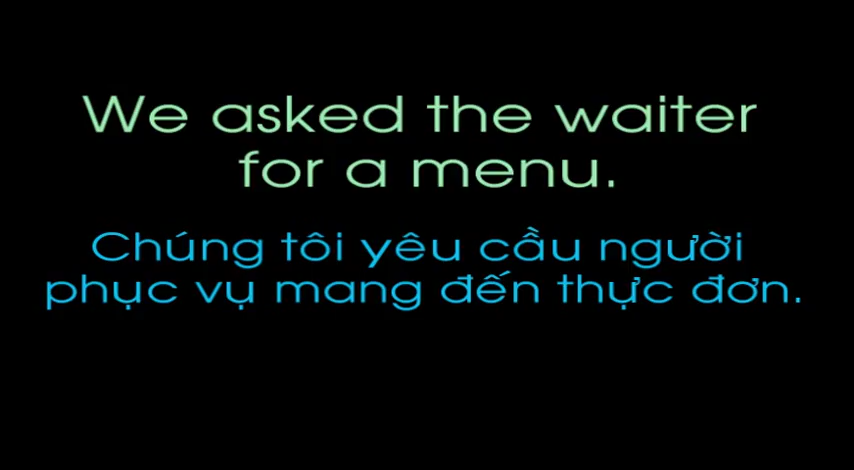 We asked the waiter
for a menu.
Chúng tôi yêu cầu người
phục vụ mang đến thực đơn.